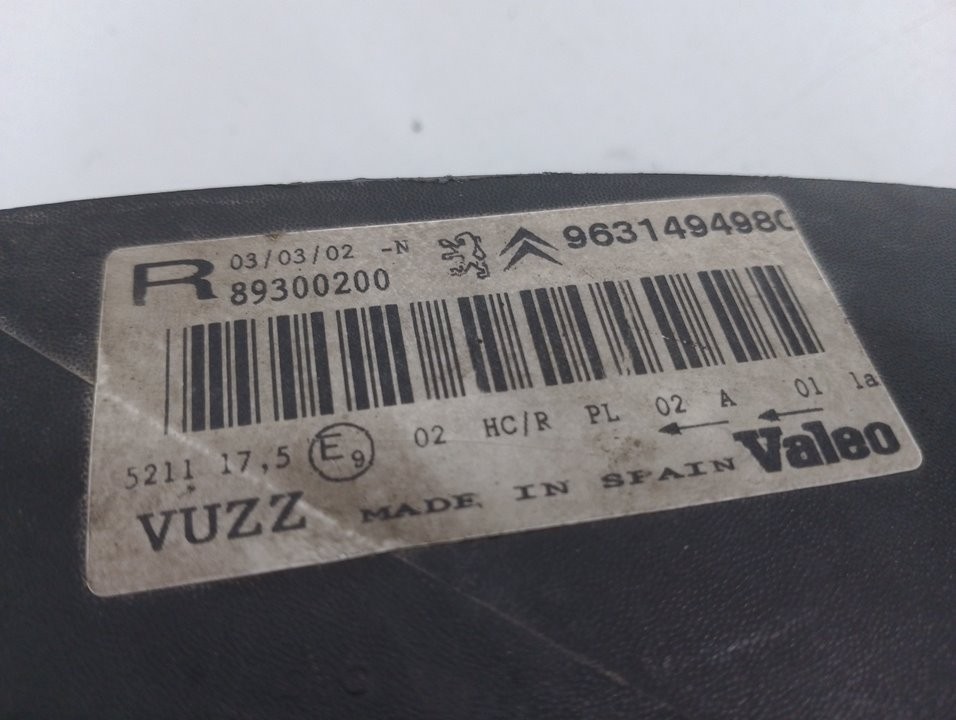 R 03/03/02 -N 9631494980
89300200
5211 17,5 E9 02 HC/R PL 02 A 01 1a
VUZZ MADE IN SPAIN Valeo